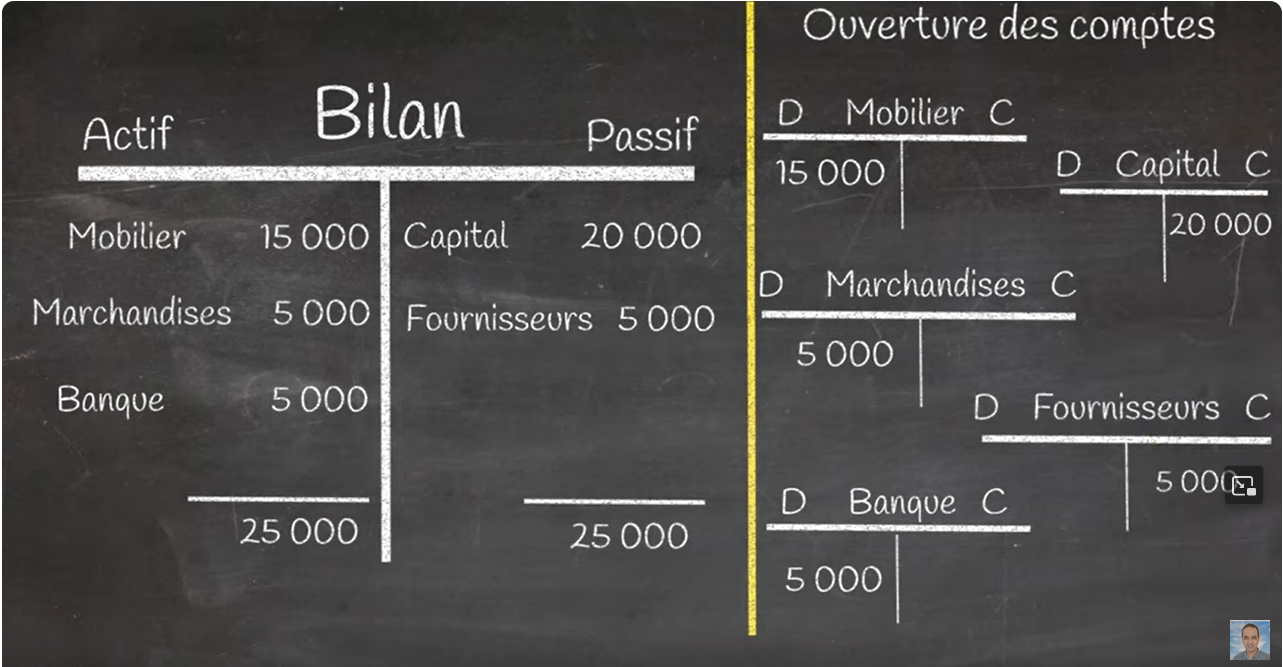 Bilan
Actif Passif
Mobilier 15 000 Capital 20 000
Marchandises 5 000 Fournisseurs 5 000
Banque 5 000
25 000 25 000
Ouverture des comptes
D Mobilier C
15 000
D Capital C
20 000
D Marchandises C
5 000
D Fournisseurs C
5 000
D Banque C
5 000